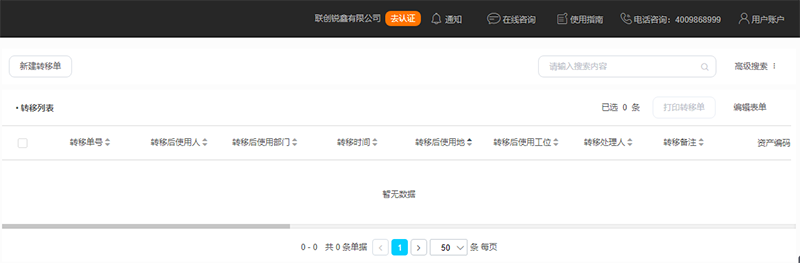 联创锐鑫有限公司 去认证 通知 在线咨询 使用指南 电话咨询：4009868999 用户账户
新建转移单 请输入搜索内容 高级搜索
• 转移列表 已选 0 条 打印转移单 编辑表单
转移单号 转移后使用人 转移后使用部门 转移时间 转移后使用地 转移后使用工位 转移处理人 转移备注 资产编码
暂无数据
0 - 0 共 0 条单据 1 50 条 每页